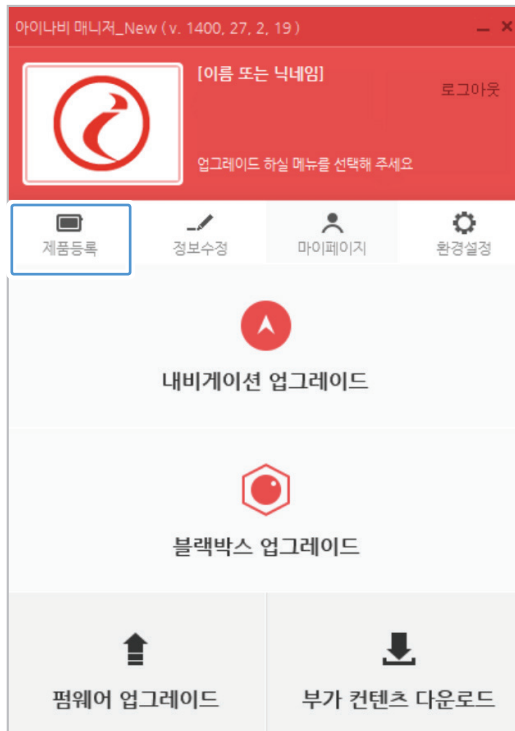 아이나비 매니저_New ( v. 1400, 27, 2, 19 )
[이름 또는 닉네임]
로그아웃
업그레이드 하실 메뉴를 선택해 주세요
제품등록
정보수정
마이페이지
환경설정
내비게이션 업그레이드
블랙박스 업그레이드
펌웨어 업그레이드
부가 컨텐츠 다운로드